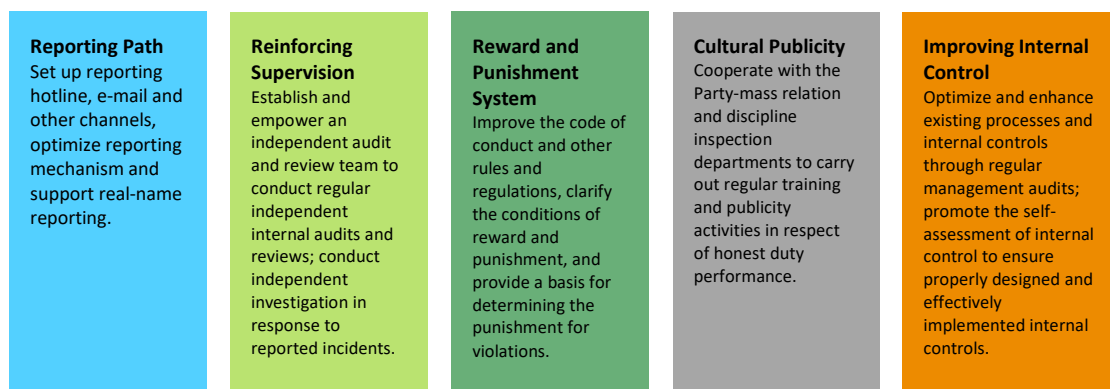 Reporting Path
Set up reporting
hotline, e-mail and
other channels,
optimize reporting
mechanism and
support real-name
reporting.
Reinforcing
Supervision
Establish and
empower an
independent audit
and review team to
conduct regular
independent
internal audits and
reviews; conduct
independent
investigation in
response to
reported incidents.
Reward and
Punishment
System
Improve the code of
conduct and other
rules and
regulations, clarify
the conditions of
reward and
punishment, and
provide a basis for
determining the
punishment for
violations.
Cultural Publicity
Cooperate with the
Party-mass relation
and discipline
inspection
departments to carry
out regular training
and publicity
activities in respect
of honest duty
performance.
Improving Internal
Control
Optimize and enhance
existing processes and
internal controls
through regular
management audits;
promote the self-
assessment of internal
control to ensure
properly designed and
effectively
implemented internal
controls.